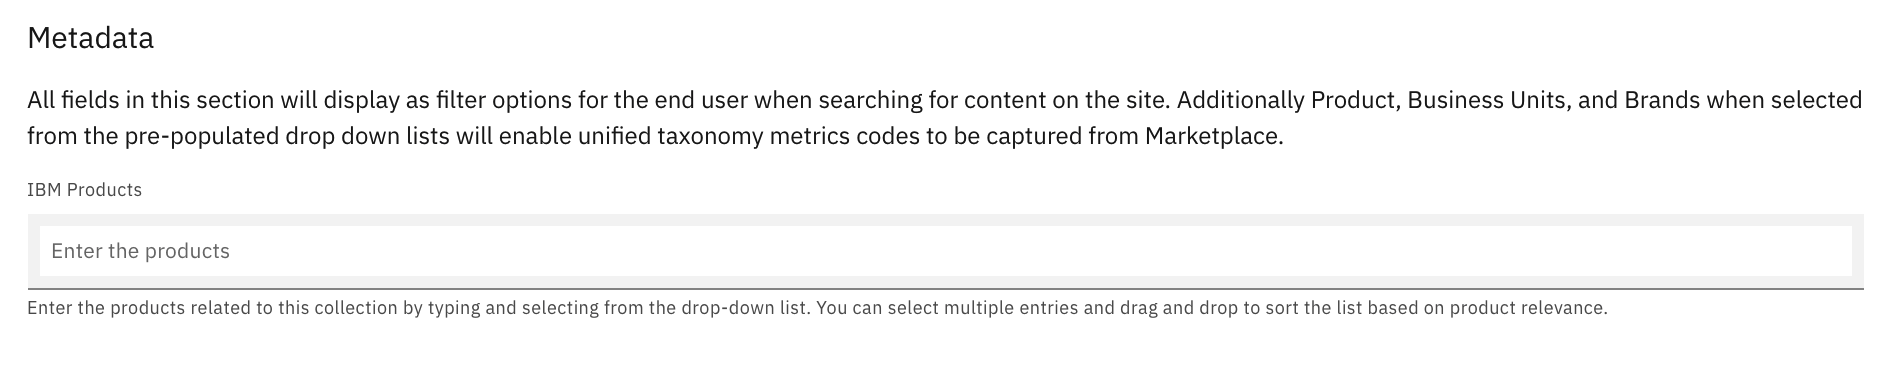 Metadata
All fields in this section will display as filter options for the end user when searching for content on the site. Additionally Product, Business Units, and Brands when selected
from the pre-populated drop down lists will enable unified taxonomy metrics codes to be captured from Marketplace.
IBM Products
Enter the products
Enter the products related to this collection by typing and selecting from the drop-down list. You can select multiple entries and drag and drop to sort the list based on product relevance.